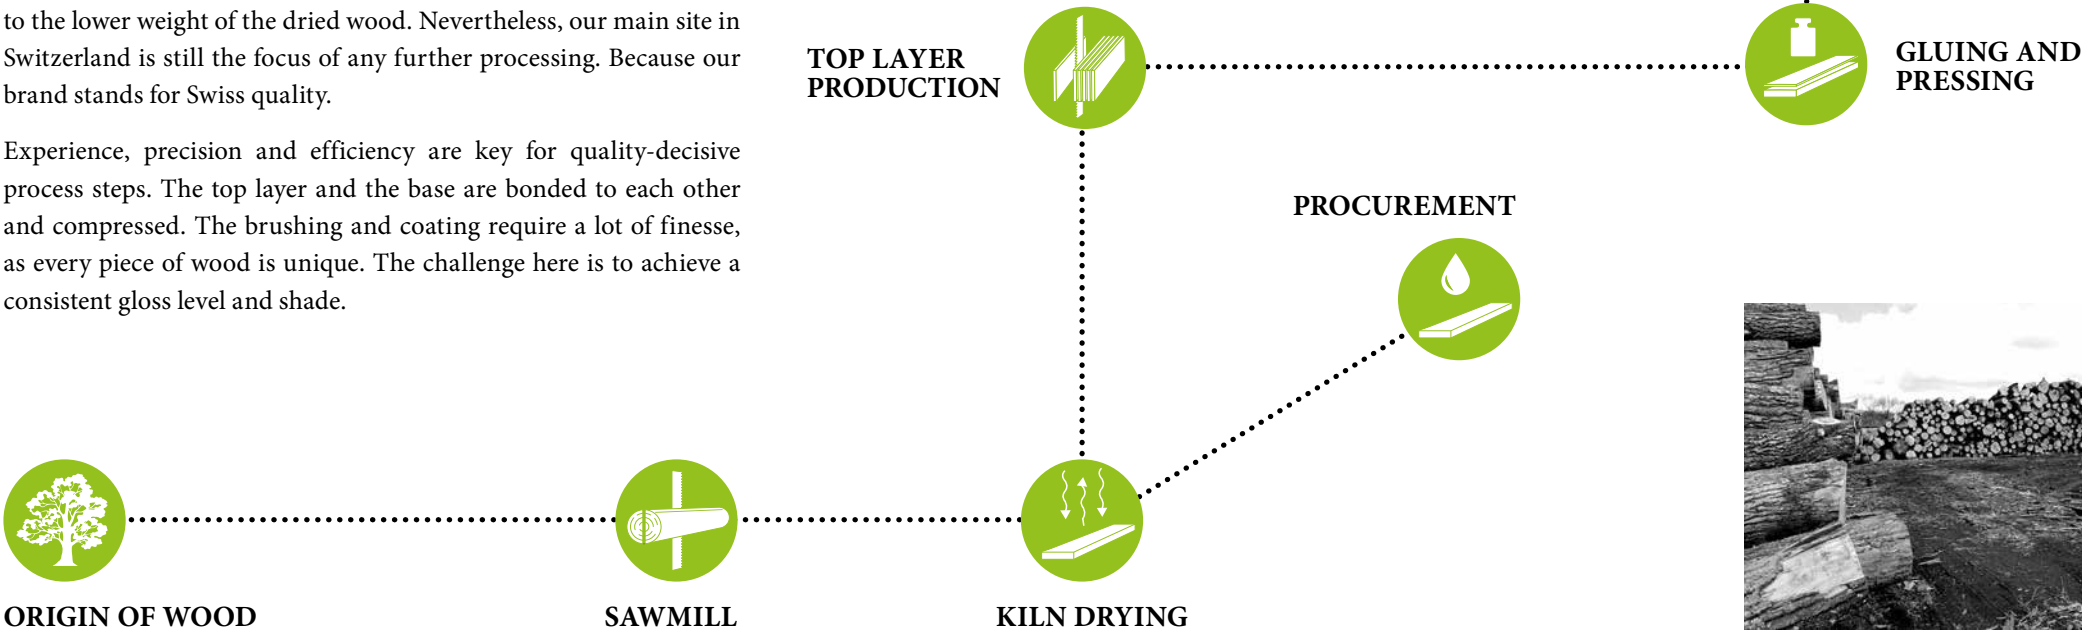 to the lower weight of the dried wood. Nevertheless, our main site in
Switzerland is still the focus of any further processing. Because our
brand stands for Swiss quality.
Experience, precision and efficiency are key for quality-decisive
process steps. The top layer and the base are bonded to each other
and compressed. The brushing and coating require a lot of finesse,
as every piece of wood is unique. The challenge here is to achieve a
consistent gloss level and shade.
TOP LAYER
PRODUCTION
GLUING AND
PRESSING
PROCUREMENT
ORIGIN OF WOOD
SAWMILL
KILN DRYING